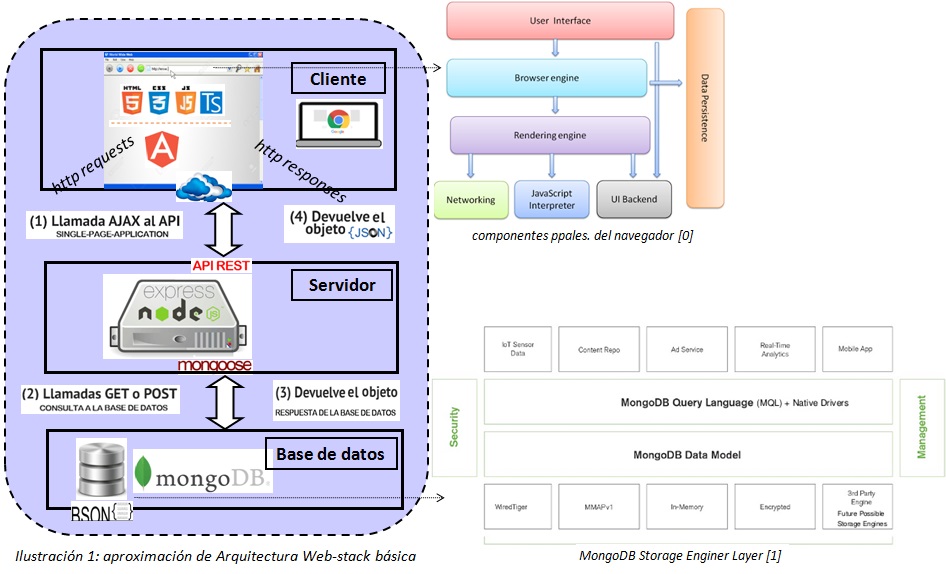 Cliente
HTML
CSS
JS
TS
5
3
JS
A
Google
http requests
http responses
(1) Llamada AJAX al API
SINGLE-PAGE-APPLICATION
(4) Devuelve el
objeto {JSON}
API REST
Servidor
express
node
JS
mongoose
(2) Llamadas GET o POST
CONSULTA A LA BASE DE DATOS
(3) Devuelve el objeto
RESPUESTA DE LA BASE DE DATOS
Base de datos
mongoDB
BSON{}
Ilustración 1: aproximación de Arquitectura Web-stack básica
User Interface
Browser engine
Rendering engine
Networking
JavaScript
Interpreter
UI Backend
Data Persistence
componentes ppales. del navegador [0]
IoT Sensor
Data
Content Repo
Ad Service
Real-Time
Analytics
Mobile App
Security
MongoDB Query Language (MQL) + Native Drivers
MongoDB Data Model
Management
WiredTiger
MMAPv1
In-Memory
Encrypted
3rd Party
Engine
Future Possible
Storage Engines
MongoDB Storage Enginer Layer [1]